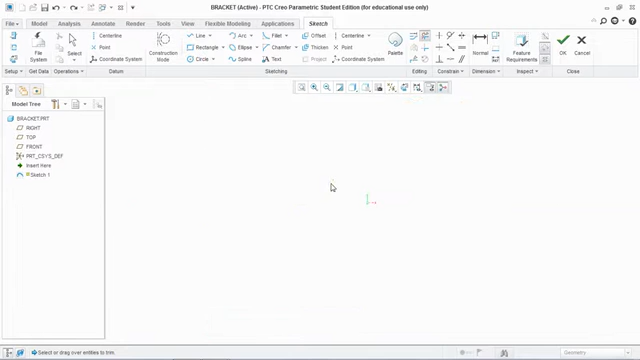 BRACKET (Active) - PTC Creo Parametric Student Edition (for educational use only)
File Model Analysis Annotate Render Tools View Flexible Modeling Applications Sketch
File System
Select
Centerline
Point
Coordinate System
Construction Mode
Line Arc Fillet Offset Centerline
Rectangle Ellipse Chamfer Thicken Point
Circle Spline Text Project Coordinate System
Palette
Normal
Feature Requirements
OK Cancel
Setup Get Data Operations Datum Sketching Editing Constrain Dimension Inspect Close
Model Tree
BRACKET.PRT
RIGHT
TOP
FRONT
PRT_CSYS_DEF
Insert Here
Sketch 1
Select or drag over entities to trim.
Geometry